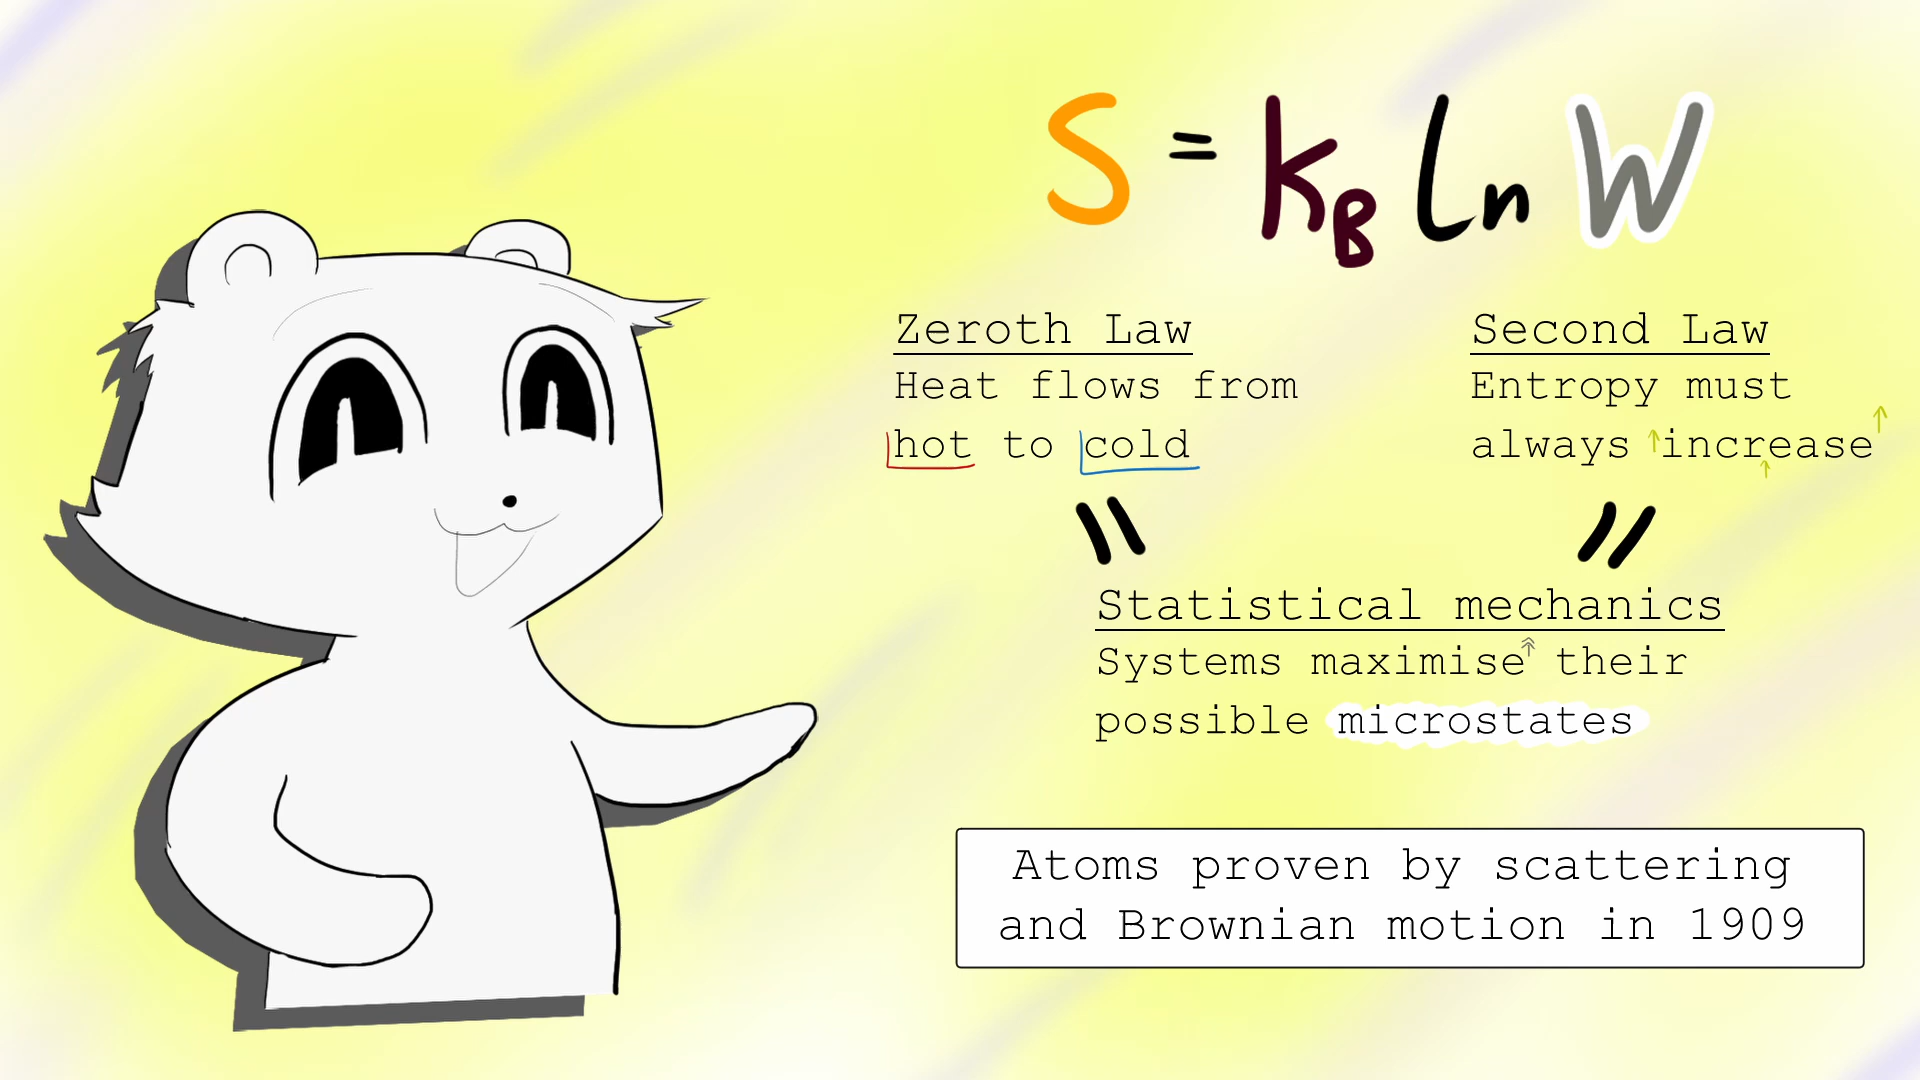 S = kB ln W
Zeroth Law
Heat flows from
hot to cold
Second Law
Entropy must
always increase
Statistical mechanics
Systems maximise their
possible microstates
Atoms proven by scattering
and Brownian motion in 1909